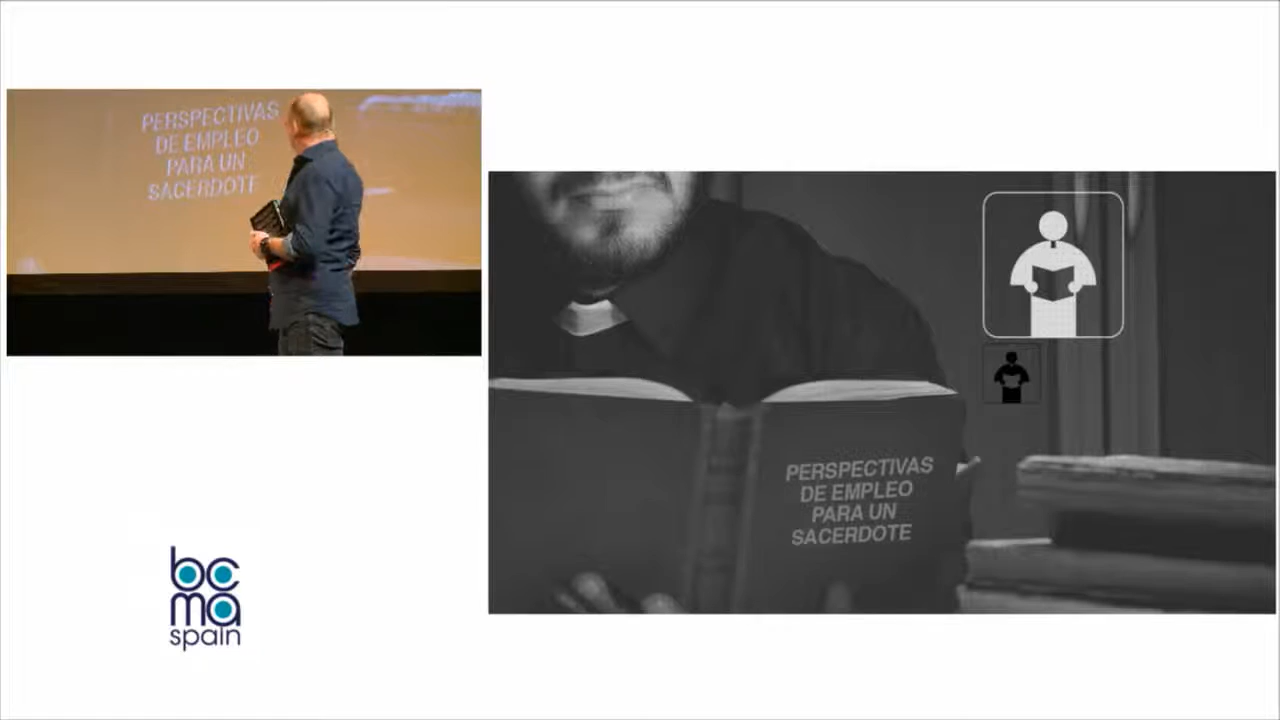 PERSPECTIVAS
DE EMPLEO
PARA UN
SACERDOTE
PERSPECTIVAS
DE EMPLEO
PARA UN
SACERDOTE
bc
ma
spain